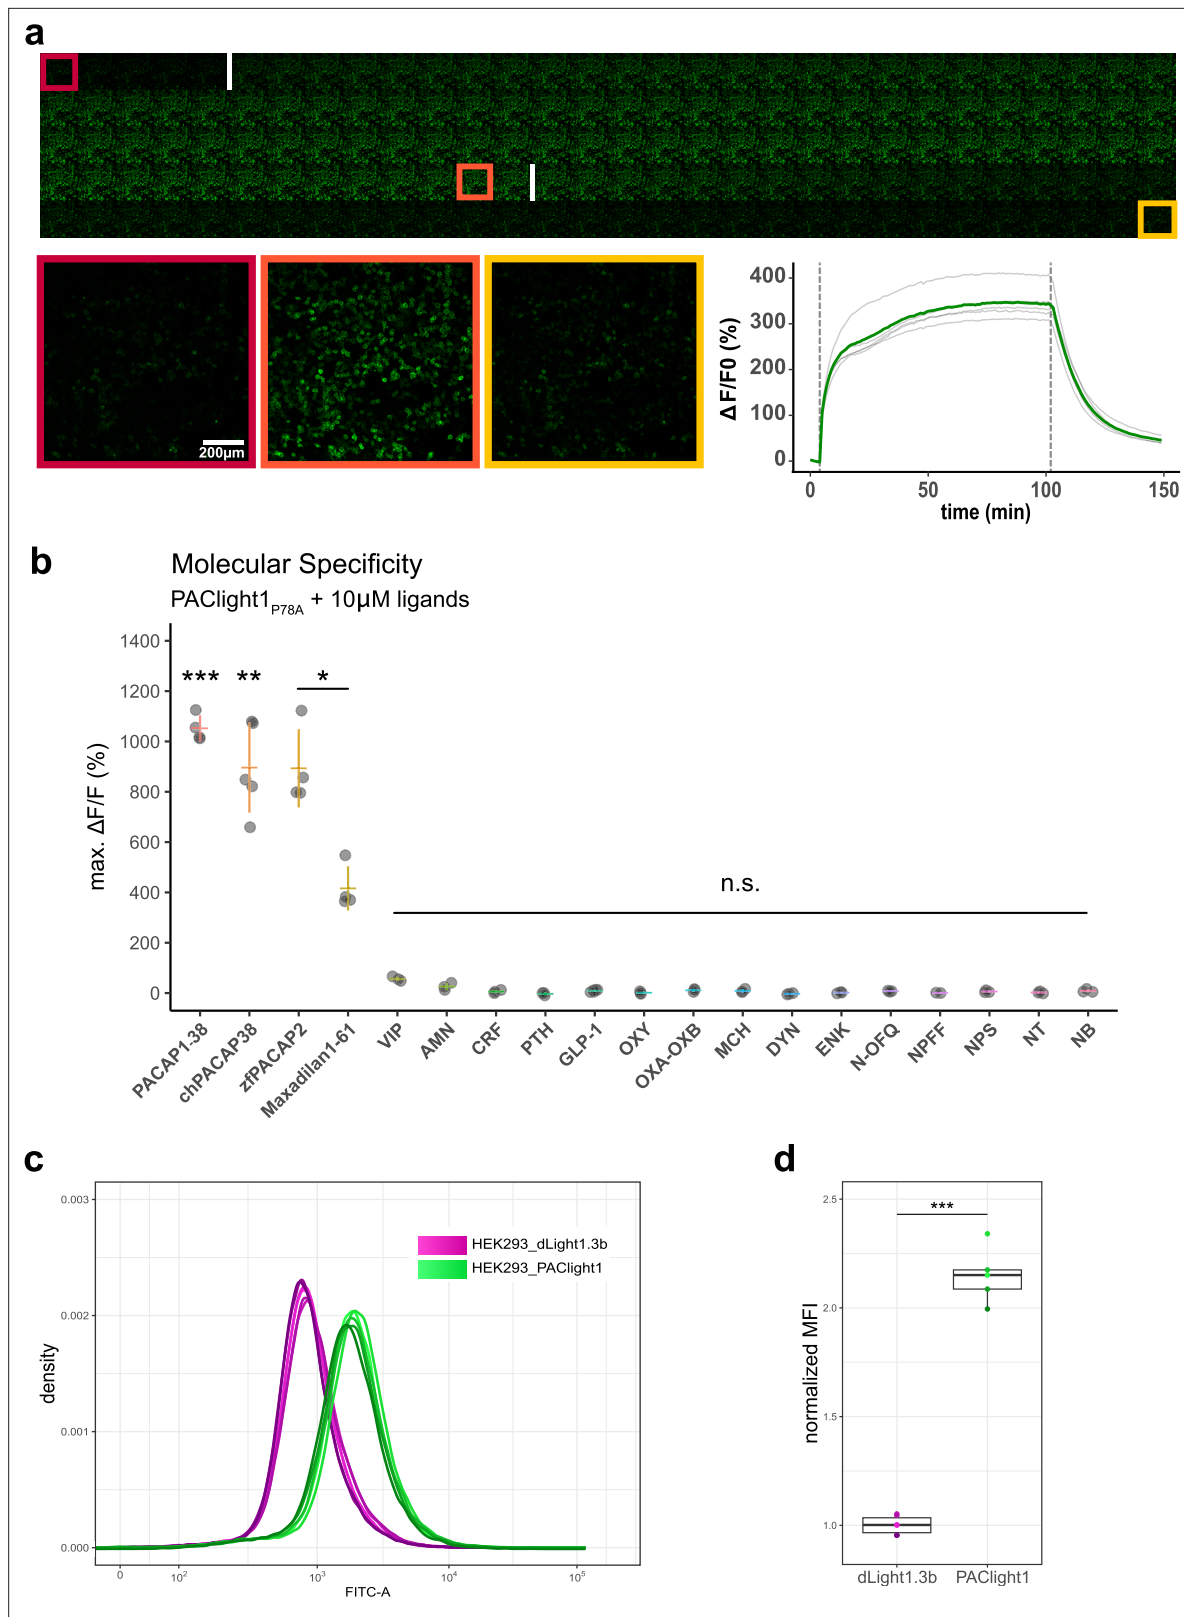 a
200µm
Δ F/F0 (%)
400
300
200
100
0
0 50 100 150
time (min)
b
Molecular Specificity
PAClight1P78A + 10µM ligands
max. ΔF/F (%)
1400
1200
1000
800
600
400
200
0
*** ** *
n.s.
PACAP1-38 chPACAP38 zfPACAP2 Maxadilan1-61 VIP AMN CRF PTH GLP-1 OXY OXA-OXB MCH DYN ENK N-OFQ NPFF NPS NT NB
c
density
0.003
0.002
0.001
0.000
HEK293_dLight1.3b
HEK293_PAClight1
0 10² 10³ 10⁴ 10⁵
FITC-A
d
normalized MFI
2.5
2.0
1.5
1.0
***
dLight1.3b PAClight1